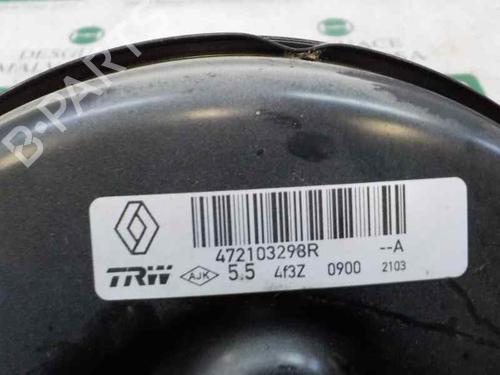 B-PARTS
472103298R --A
TRW AJK 5.5 4f3Z 0900 2103